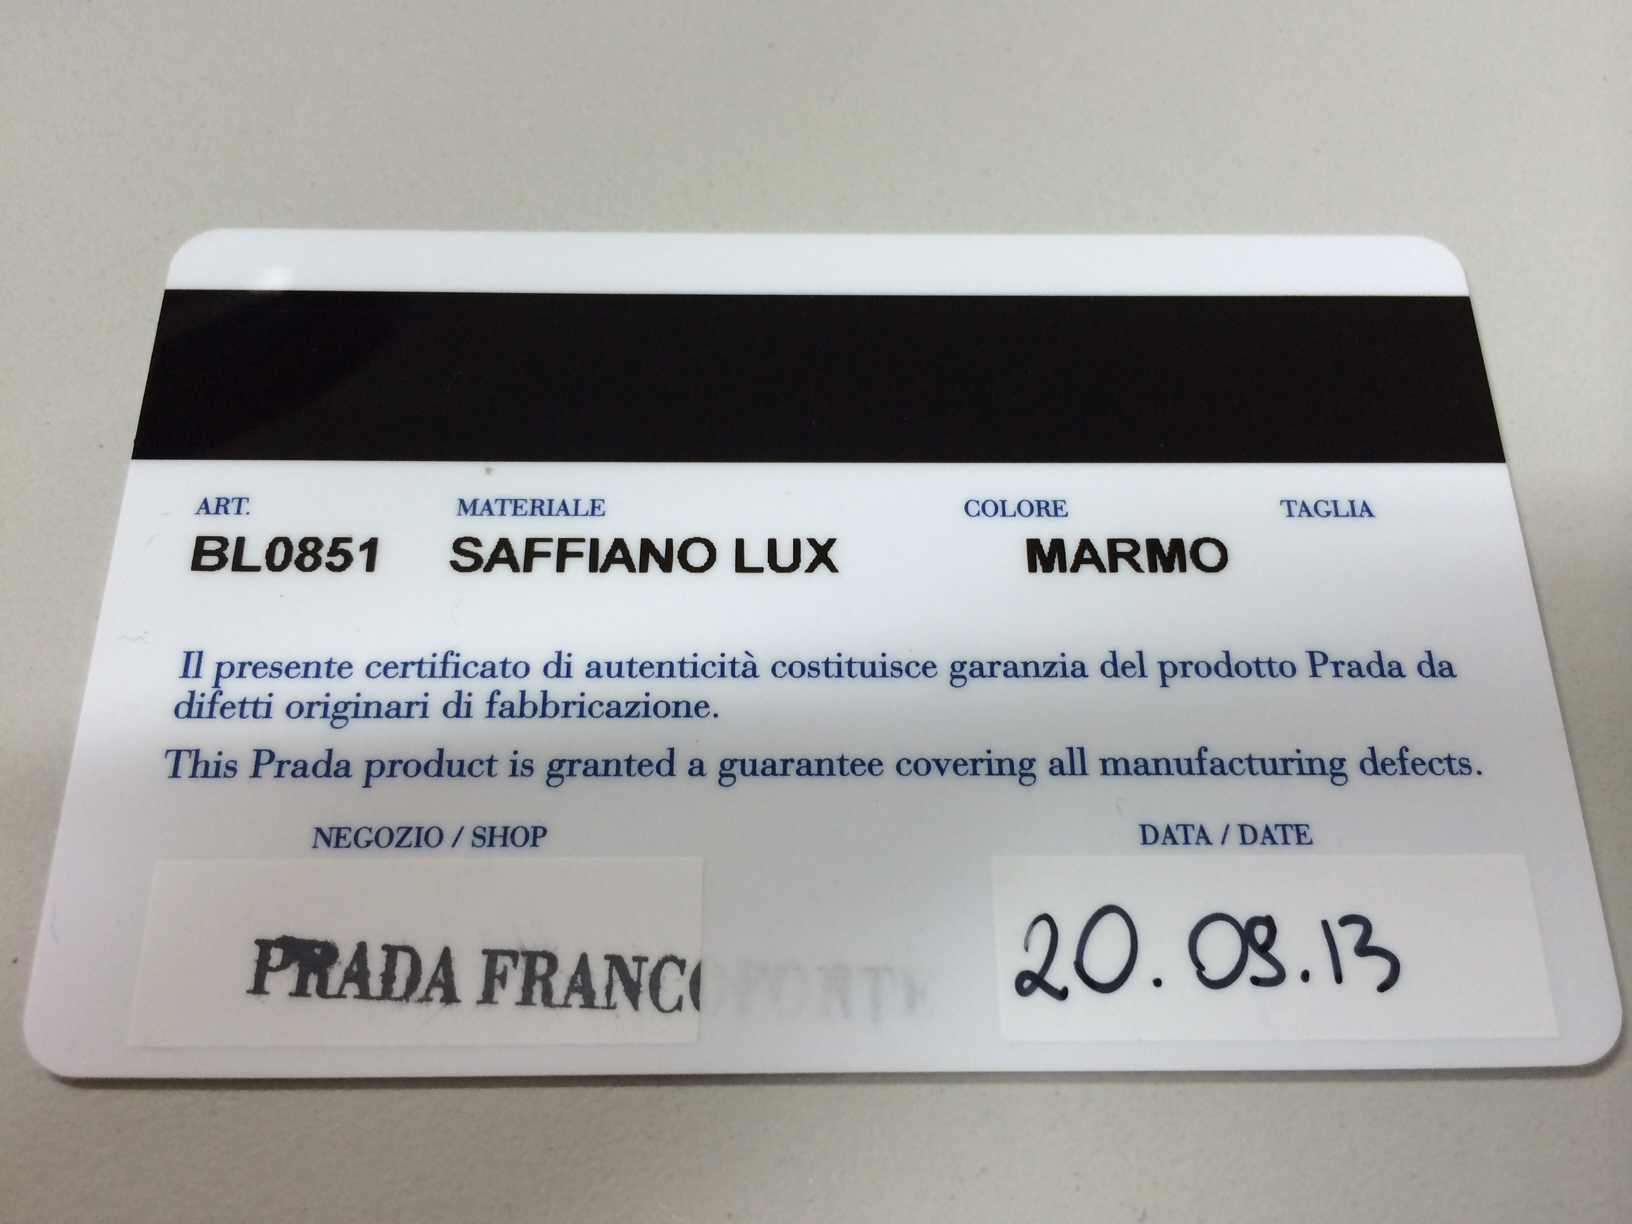 ART. MATERIALE COLORE TAGLIA
BL0851 SAFFIANO LUX MARMO
Il presente certificato di autenticità costituisce garanzia del prodotto Prada da
difetti originari di fabbricazione.
This Prada product is granted a guarantee covering all manufacturing defects.
NEGOZIO / SHOP DATA / DATE
PRADA FRANCOFORTE 20.09.13